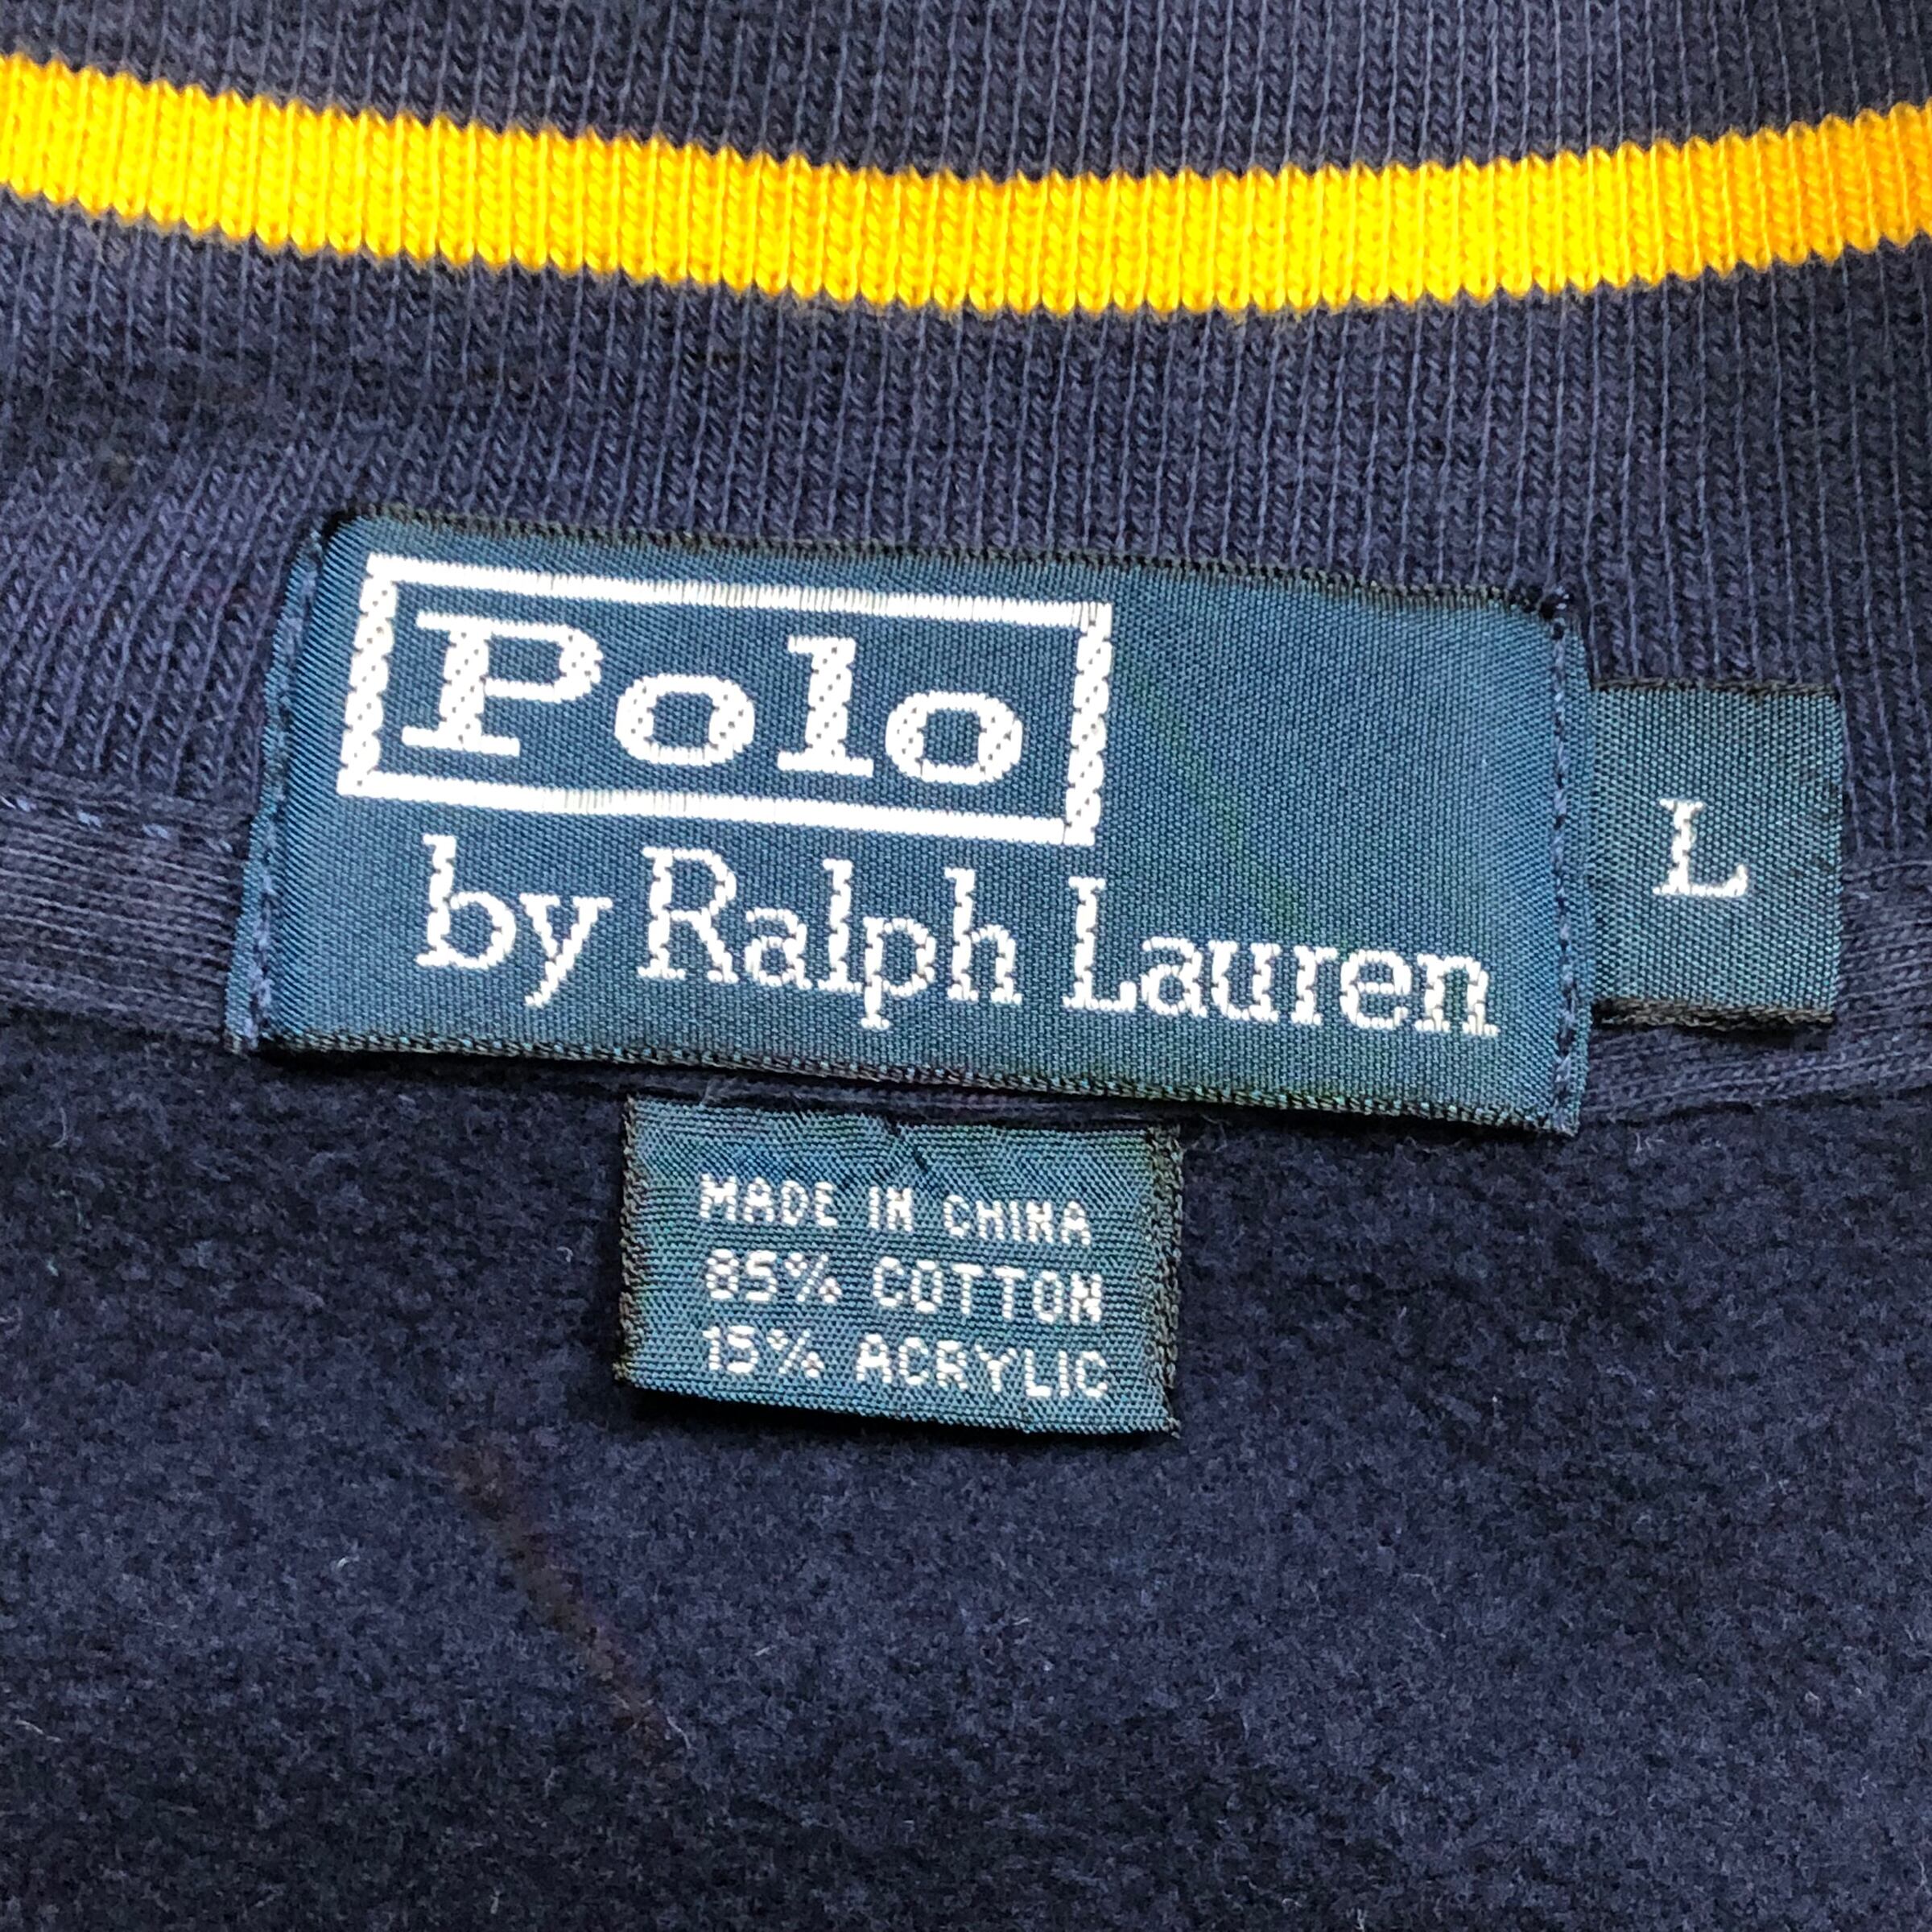 Polo
by Ralph Lauren
L
MADE IN CHINA
85% COTTON
15% ACRYLIC